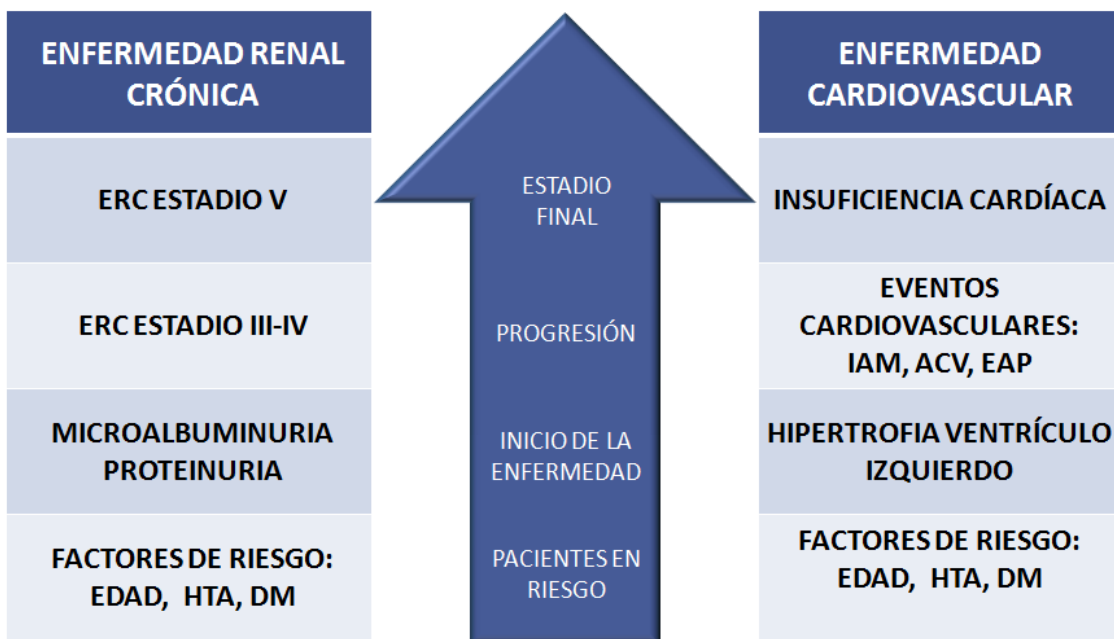 ENFERMEDAD RENAL
CRÓNICA
ERC ESTADIO V
ERC ESTADIO III-IV
MICROALBUMINURIA
PROTEINURIA
FACTORES DE RIESGO:
EDAD, HTA, DM
ESTADIO
FINAL
PROGRESIÓN
INICIO DE LA
ENFERMEDAD
PACIENTES EN
RIESGO
ENFERMEDAD
CARDIOVASCULAR
INSUFICIENCIA CARDÍACA
EVENTOS
CARDIOVASCULARES:
IAM, ACV, EAP
HIPERTROFIA VENTRÍCULO
IZQUIERDO
FACTORES DE RIESGO:
EDAD, HTA, DM